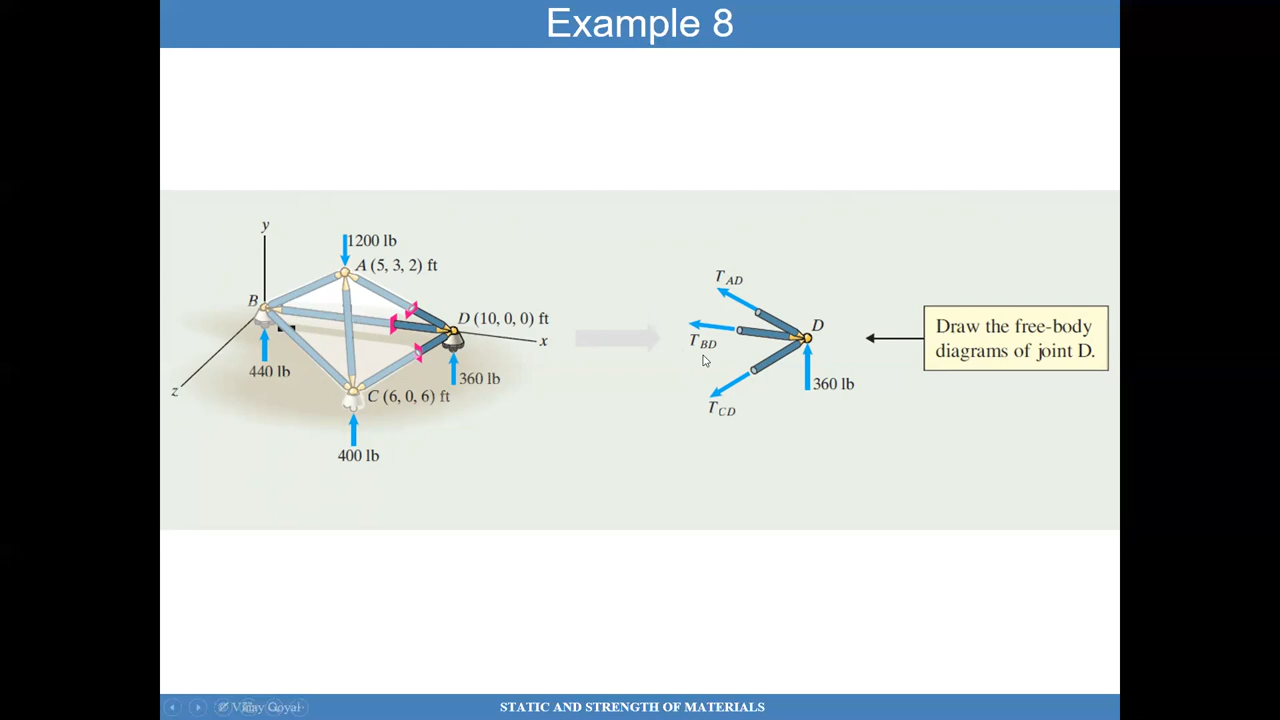 Example 8
y
1200 lb
A (5, 3, 2) ft
B
D (10, 0, 0) ft
x
440 lb
360 lb
z
C (6, 0, 6) ft
400 lb
T_AD
T_BD
D
T_CD
360 lb
Draw the free-body
diagrams of joint D.
Vijay Goyal
STATIC AND STRENGTH OF MATERIALS